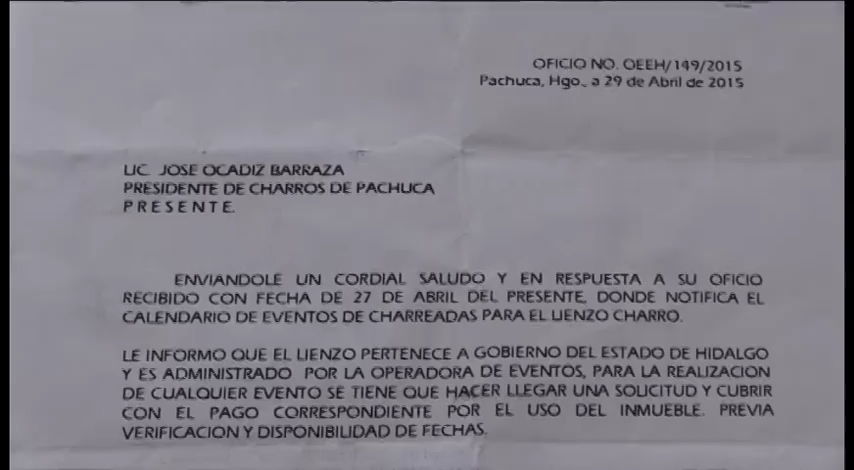 OFICIO NO. OEEH/149/2015
Pachuca, Hgo., a 29 de Abril de 2015
LIC. JOSE OCADIZ BARRAZA
PRESIDENTE DE CHARROS DE PACHUCA
P R E S E N T E.
ENVIANDOLE UN CORDIAL SALUDO Y EN RESPUESTA A SU OFICIO
RECIBIDO CON FECHA DE 27 DE ABRIL DEL PRESENTE, DONDE NOTIFICA EL
CALENDARIO DE EVENTOS DE CHARREADAS PARA EL LIENZO CHARRO.
LE INFORMO QUE EL LIENZO PERTENECE A GOBIERNO DEL ESTADO DE HIDALGO
Y ES ADMINISTRADO POR LA OPERADORA DE EVENTOS, PARA LA REALIZACION
DE CUALQUIER EVENTO SE TIENE QUE HACER LLEGAR UNA SOLICITUD Y CUBRIR
CON EL PAGO CORRESPONDIENTE POR EL USO DEL INMUEBLE. PREVIA
VERIFICACION Y DISPONIBILIDAD DE FECHAS.